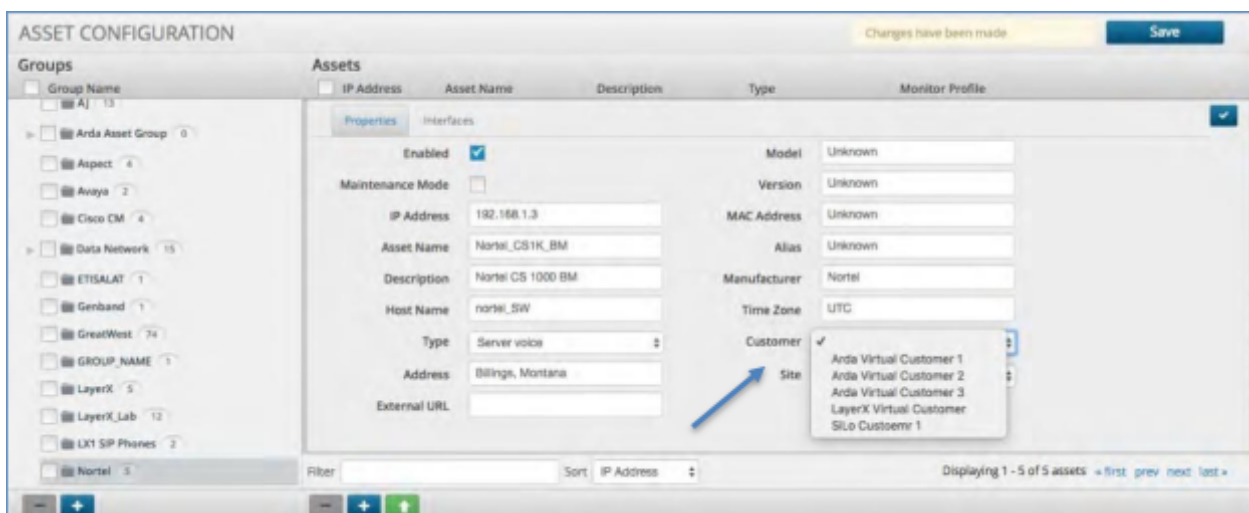 ASSET CONFIGURATION
Changes have been made
Save
Groups
Assets
Group Name
IP Address Asset Name Description Type Monitor Profile
AJ 13
Arda Asset Group 0
Aspect 4
Avaya 2
Cisco CM 4
Data Network 15
ETISALAT 1
Genband 1
GreatWest 74
GROUP_NAME 1
LayerX 5
LayerX_Lab 12
LX1 SIP Phones 2
Nortel 5
Properties Interfaces
Enabled
Maintenance Mode
IP Address 192.168.1.3
Asset Name Nortel_CS1K_BM
Description Nortel CS 1000 BM
Host Name nortel_SW
Type Server voice
Address Billings, Montana
External URL
Model Unknown
Version Unknown
MAC Address Unknown
Alias Unknown
Manufacturer Nortel
Time Zone UTC
Customer ✓
Arda Virtual Customer 1
Arda Virtual Customer 2
Arda Virtual Customer 3
LayerX Virtual Customer
SiLo Custoemr 1
Site
Filter Sort IP Address Displaying 1 - 5 of 5 assets « first prev next last »